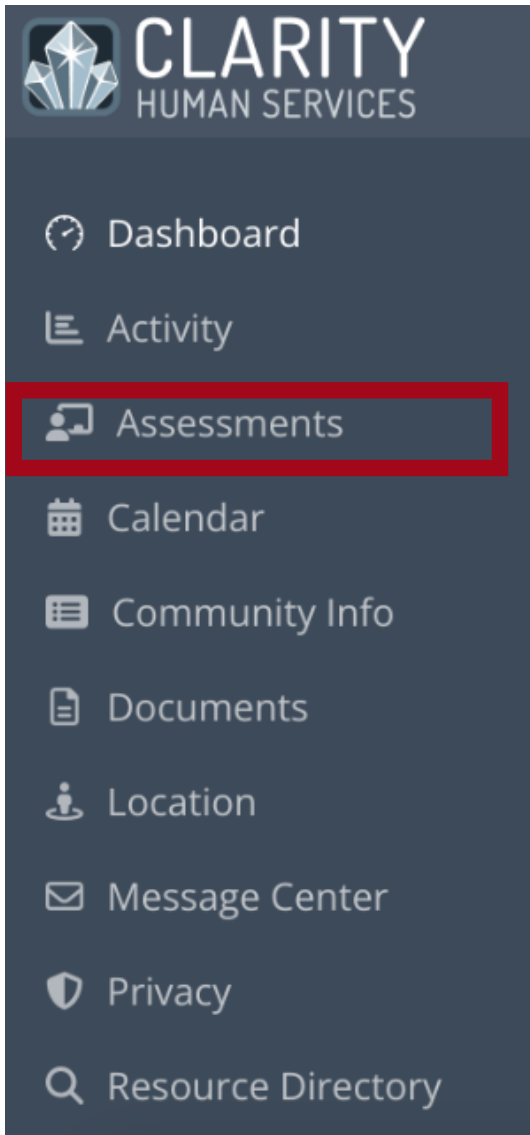 CLARITY
HUMAN SERVICES
Dashboard
Activity
Assessments
Calendar
Community Info
Documents
Location
Message Center
Privacy
Resource Directory